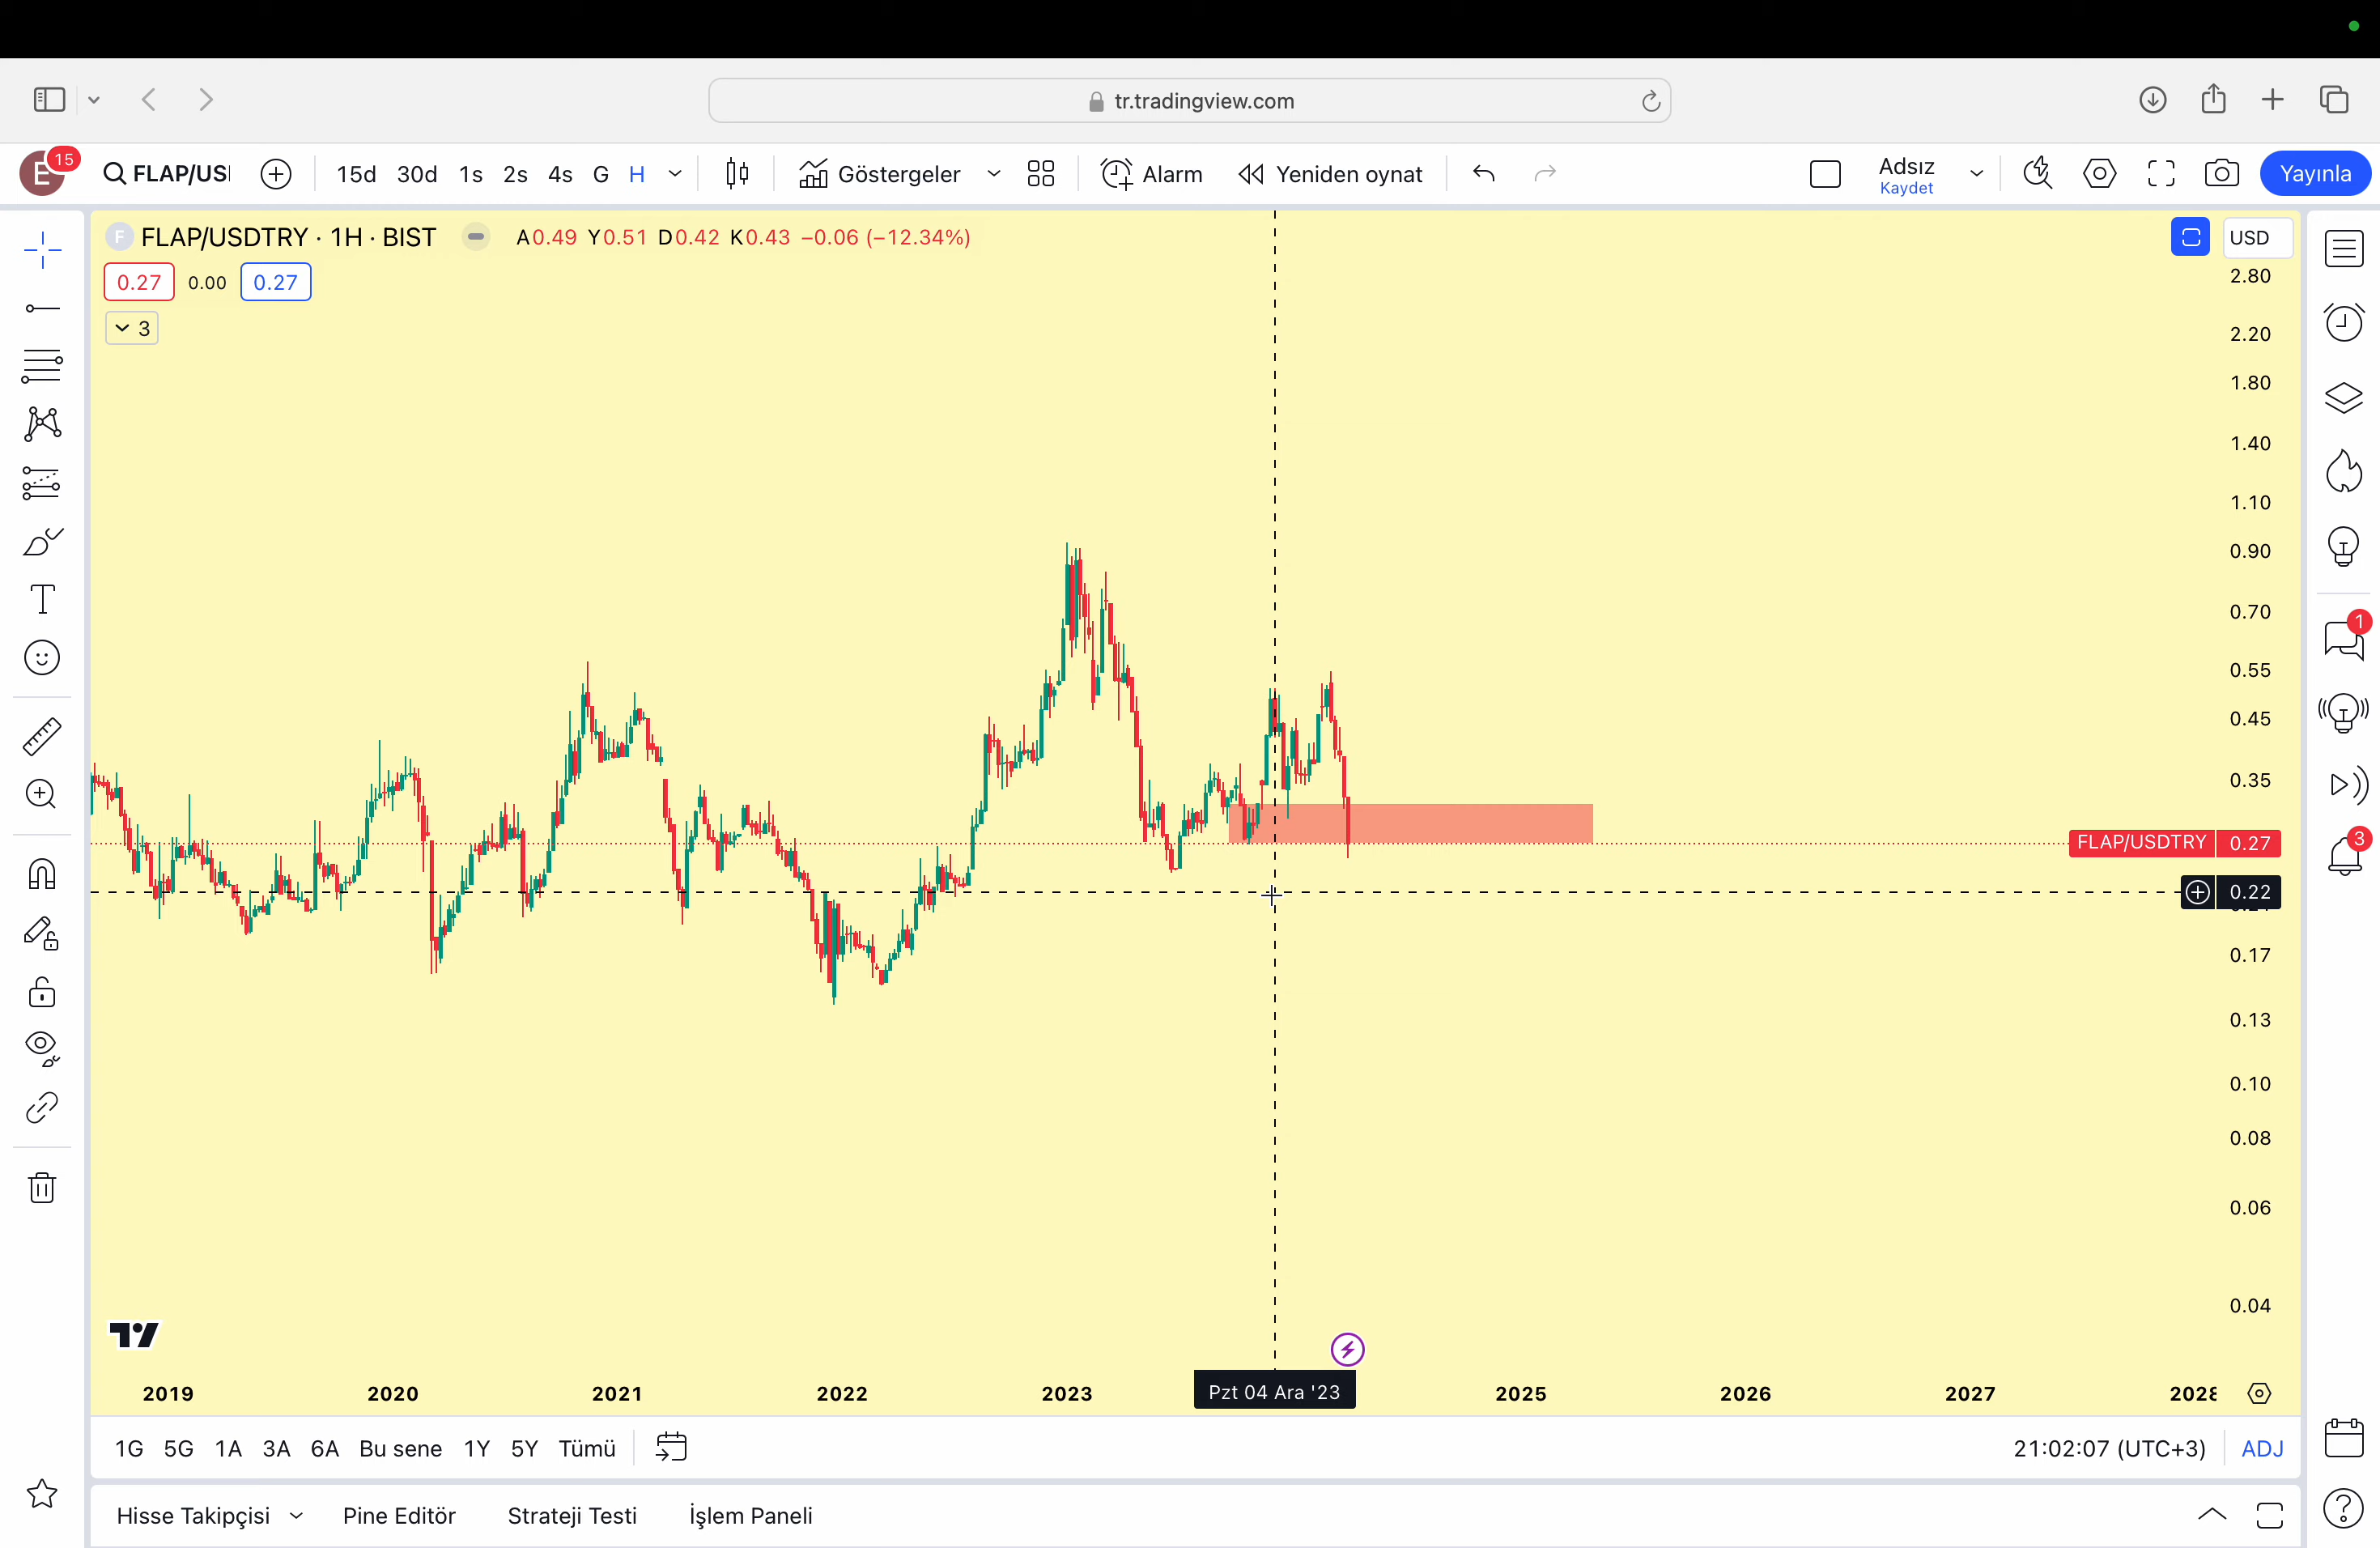 tr.tradingview.com
E 15 FLAP/US 15d 30d 1s 2s 4s G H Göstergeler Alarm Yeniden oynat Adsız Yayınla
Kaydet
F FLAP/USDTRY · 1H · BIST A0.49 Y0.51 D0.42 K0.43 −0.06 (−12.34%) USD
0.27 0.00 0.27
3
2.80
2.20
1.80
1.40
1.10
0.90
0.70
0.55
0.45
0.35
FLAP/USDTRY 0.27
0.22
0.17
0.13
0.10
0.08
0.06
0.04
1
3
2019 2020 2021 2022 2023 Pzt 04 Ara '23 2025 2026 2027 2028
1G 5G 1A 3A 6A Bu sene 1Y 5Y Tümü 21:02:07 (UTC+3) ADJ
Hisse Takipçisi Pine Editör Strateji Testi İşlem Paneli